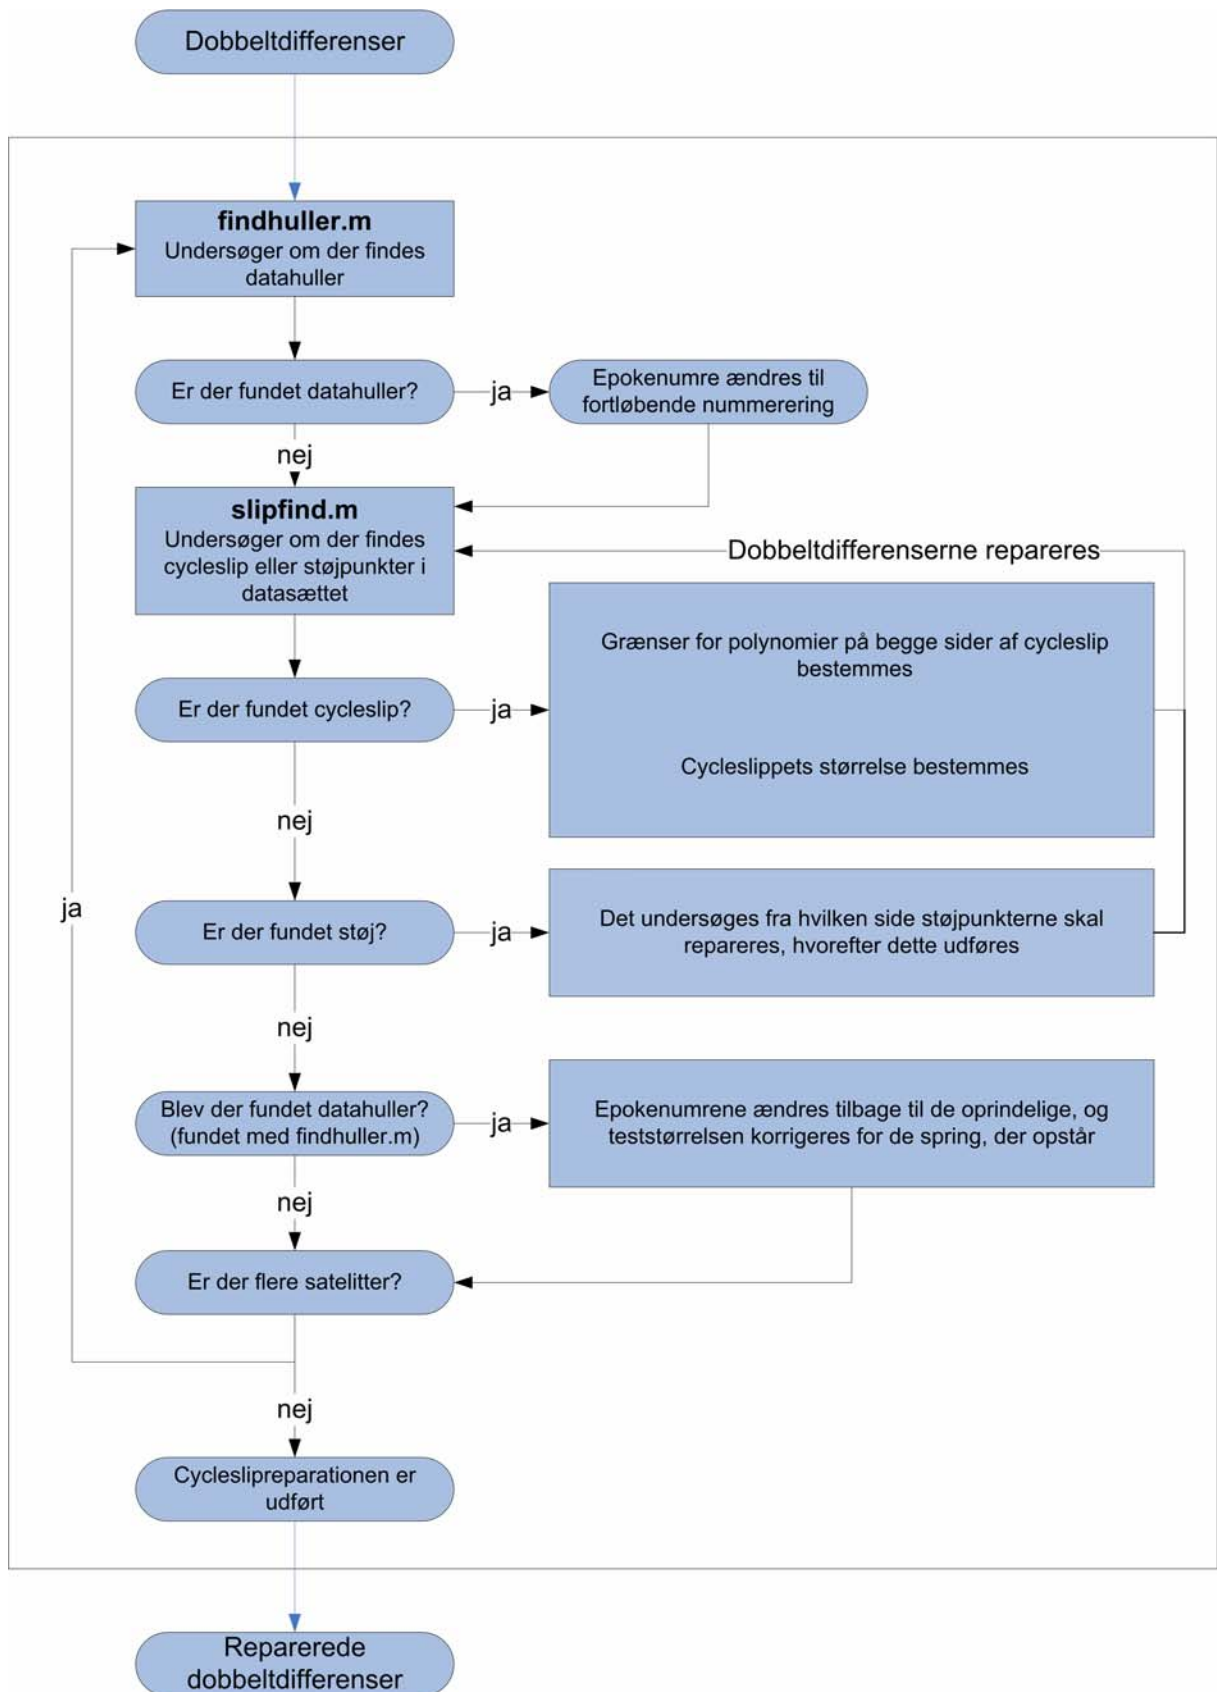 Dobbeltdifferenser
findhuller.m
Undersøger om der findes
datahuller
Er der fundet datahuller?
ja
Epokenumre ændres til
fortløbende nummerering
nej
slipfind.m
Undersøger om der findes
cycleslip eller støjpunkter i
datasættet
Dobbeltdifferenserne repareres
Grænser for polynomier på begge sider af cycleslip
bestemmes
Er der fundet cycleslip?
ja
Cycleslippets størrelse bestemmes
nej
ja
Er der fundet støj?
ja
Det undersøges fra hvilken side støjpunkterne skal
repareres, hvorefter dette udføres
nej
Blev der fundet datahuller?
(fundet med findhuller.m)
ja
Epokenumrene ændres tilbage til de oprindelige, og
teststørrelsen korrigeres for de spring, der opstår
nej
Er der flere satelitter?
nej
Cycleslipreparationen er
udført
Reparerede
dobbeltdifferenser